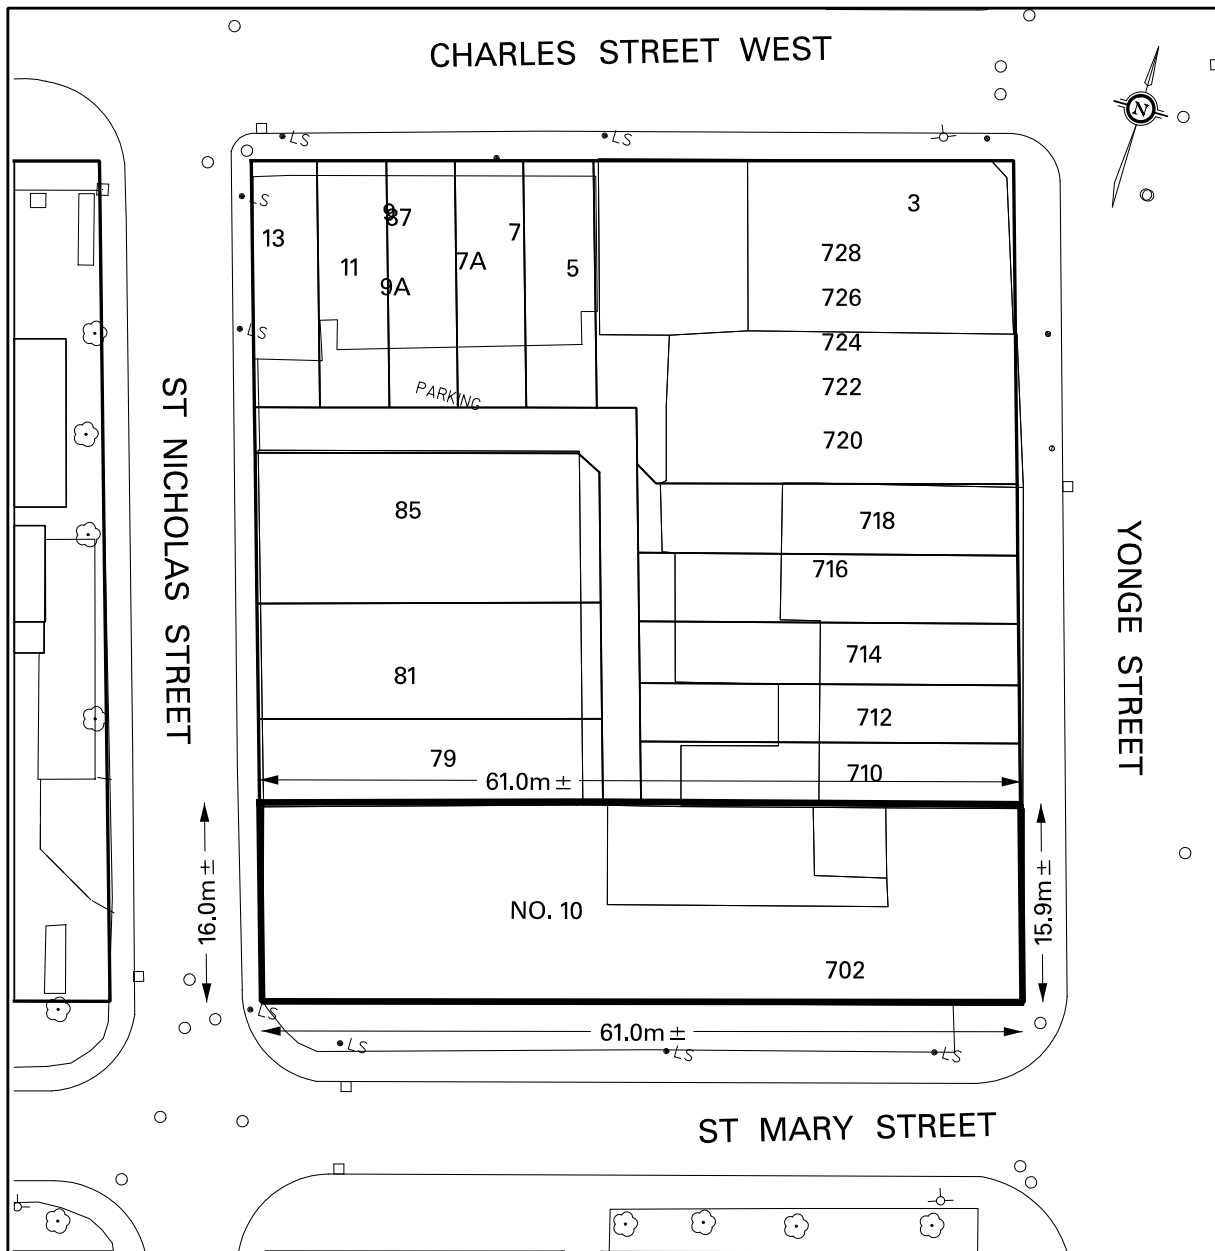 CHARLES STREET WEST
N
LS
LS
LS
3
9
87
13
7
728
7A
11
5
9A
726
LS
724
PARKING
722
720
ST NICHOLAS STREET
85
718
YONGE STREET
716
714
81
712
79
710
61.0m ±
16.0m ±
15.9m ±
NO. 10
702
LS
61.0m ±
LS
LS
LS
ST MARY STREET